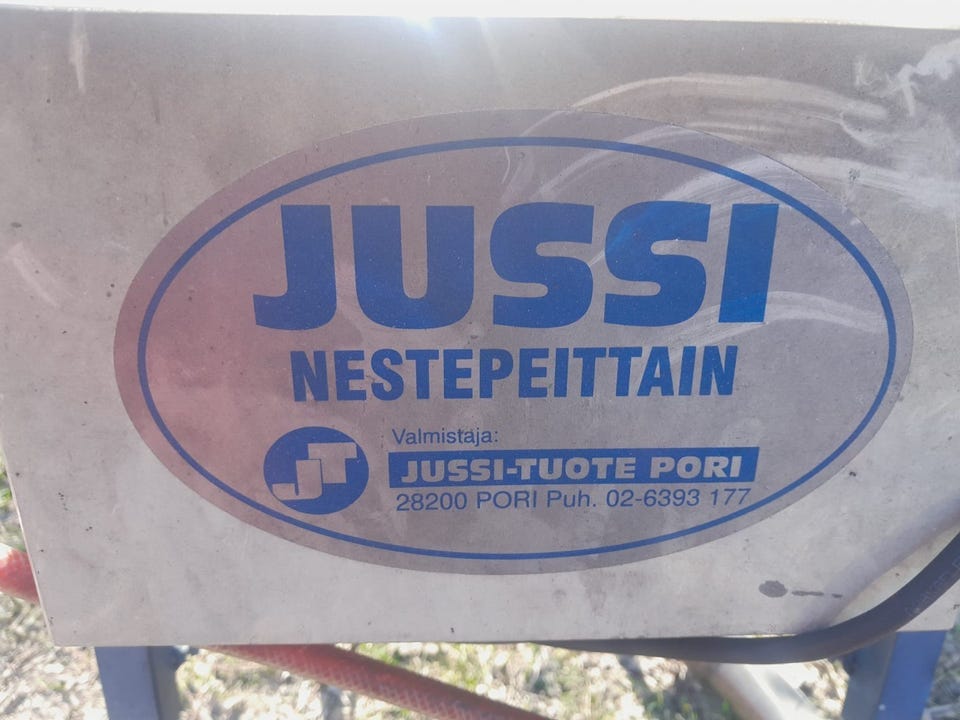 JUSSI
NESTEPEITTAIN
JT
Valmistaja:
JUSSI-TUOTE PORI
28200 PORI Puh. 02-6393 177